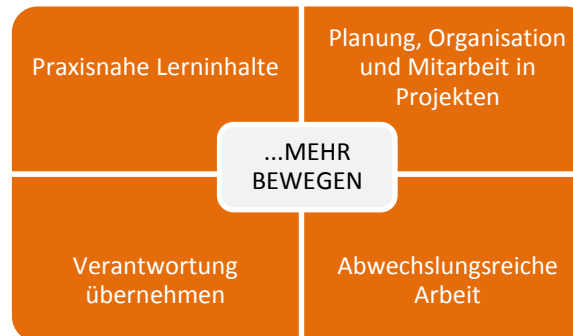 Praxisnahe Lerninhalte
Planung, Organisation
und Mitarbeit in
Projekten
...MEHR
BEWEGEN
Verantwortung
übernehmen
Abwechslungsreiche
Arbeit